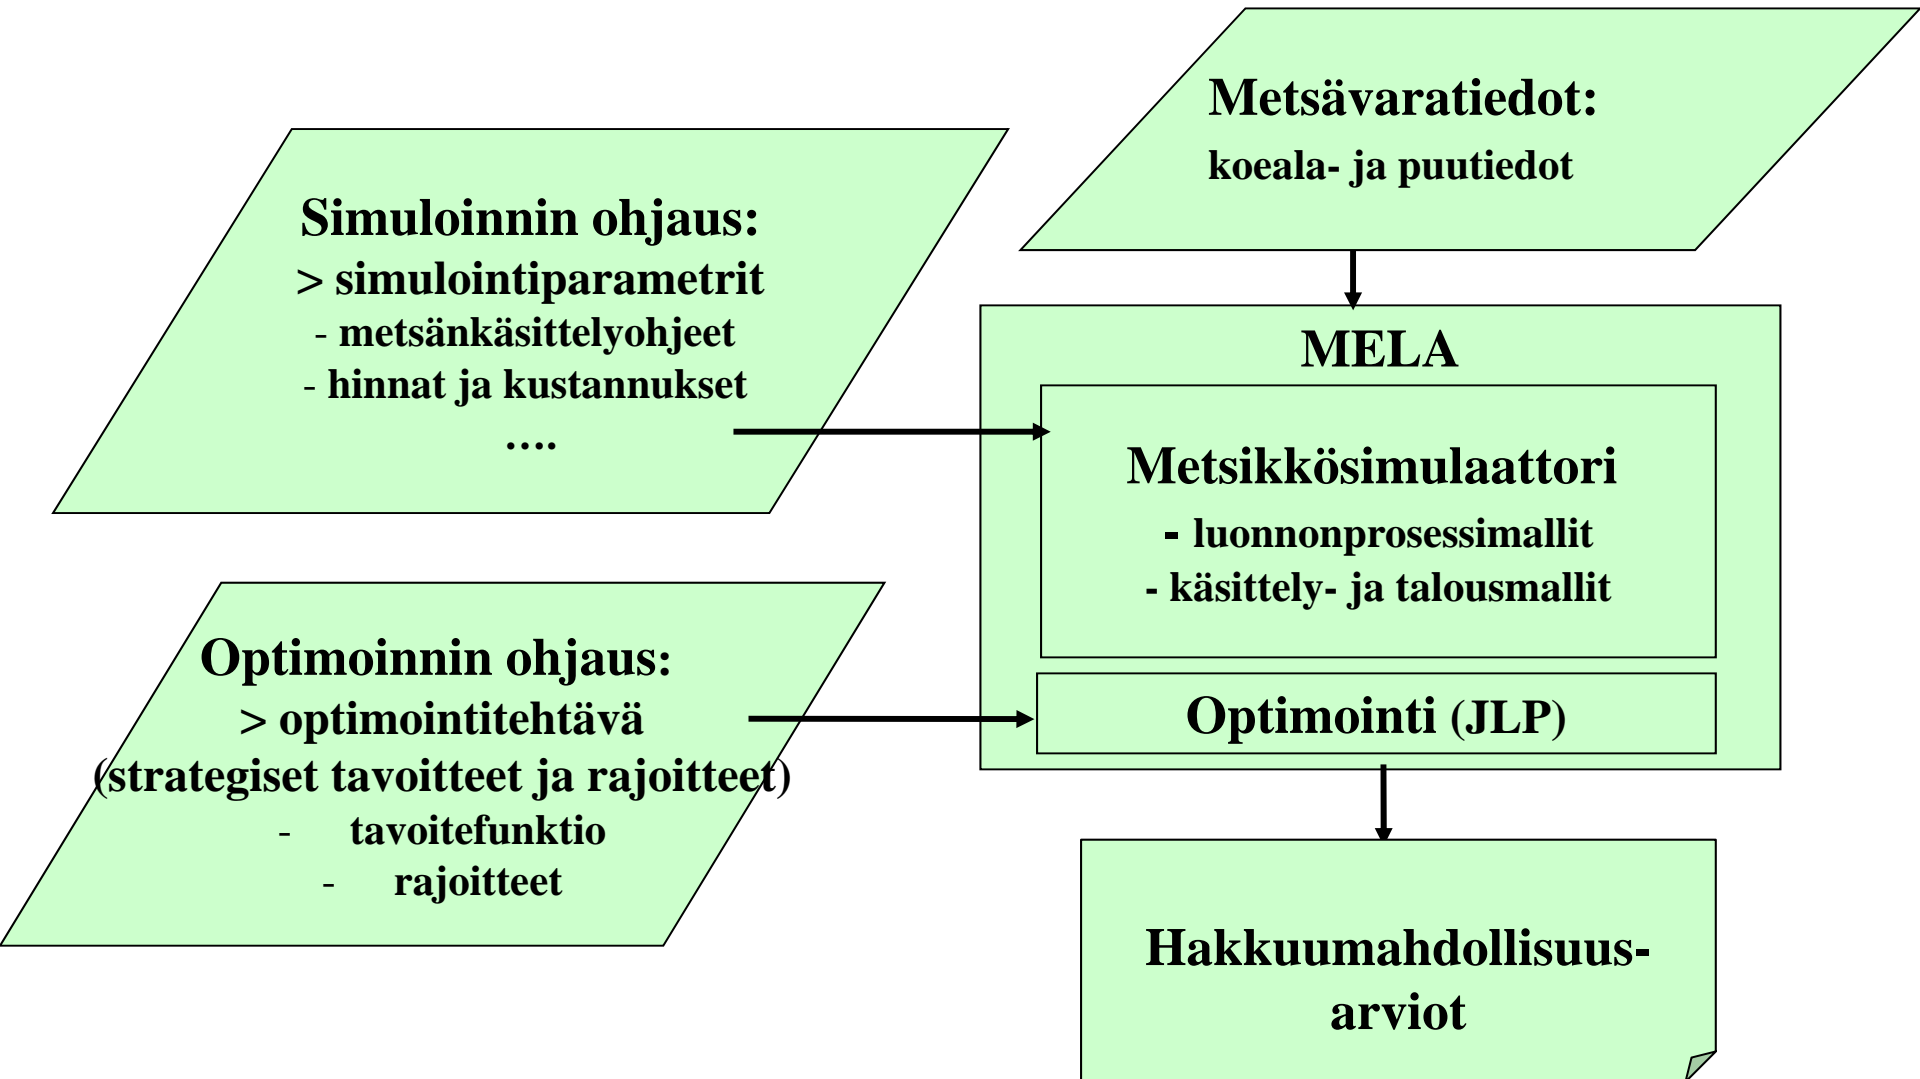 Metsävaratiedot:
koeala- ja puutiedot
Simuloinnin ohjaus:
> simulointiparametrit
- metsänkäsittelyohjeet
- hinnat ja kustannukset
….
MELA
Metsikkösimulaattori
- luonnonprosessimallit
- käsittely- ja talousmallit
Optimoinnin ohjaus:
> optimointitehtävä
(strategiset tavoitteet ja rajoitteet)
- tavoitefunktio
- rajoitteet
Optimointi (JLP)
Hakkuumahdollisuus-
arviot